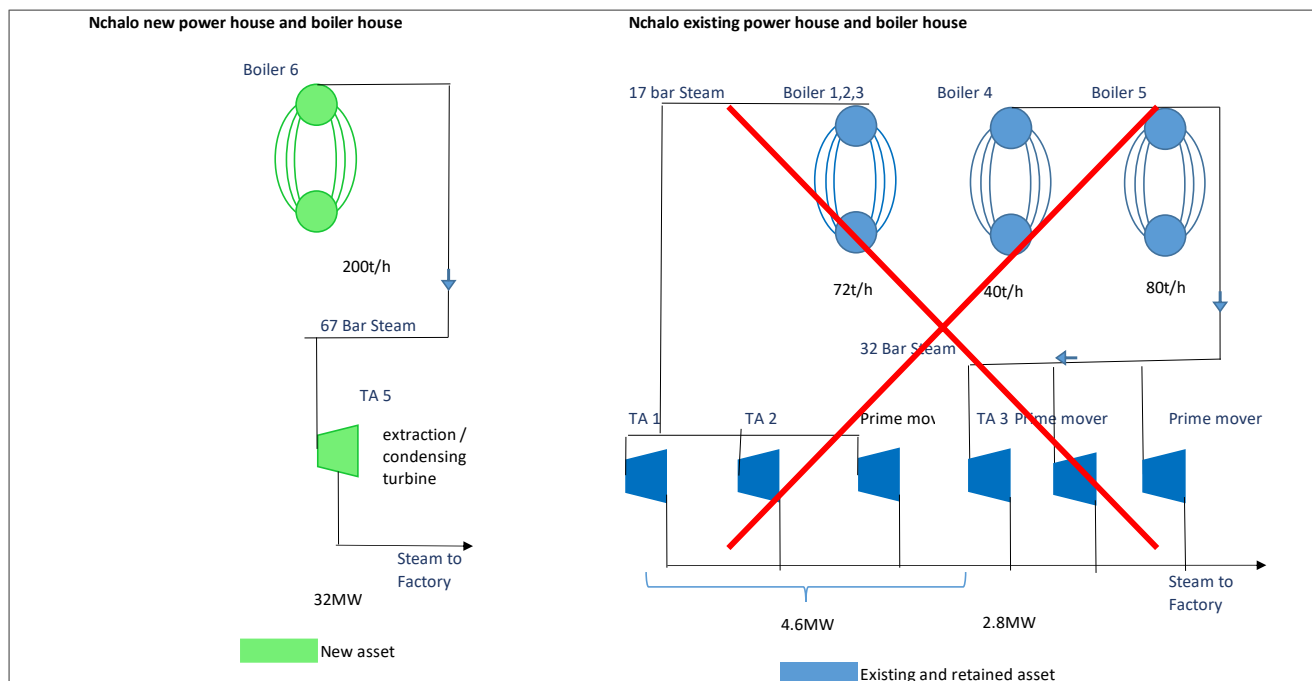 Nchalo new power house and boiler house
Boiler 6
200t/h
67 Bar Steam
TA 5
extraction /
condensing
turbine
Steam to
Factory
32MW
New asset
Nchalo existing power house and boiler house
17 bar Steam
Boiler 1,2,3
Boiler 4
Boiler 5
72t/h
40t/h
80t/h
32 Bar Steam
TA 1
TA 2
Prime mov
TA 3
Prime mover
Prime mover
Steam to
Factory
4.6MW
2.8MW
Existing and retained asset